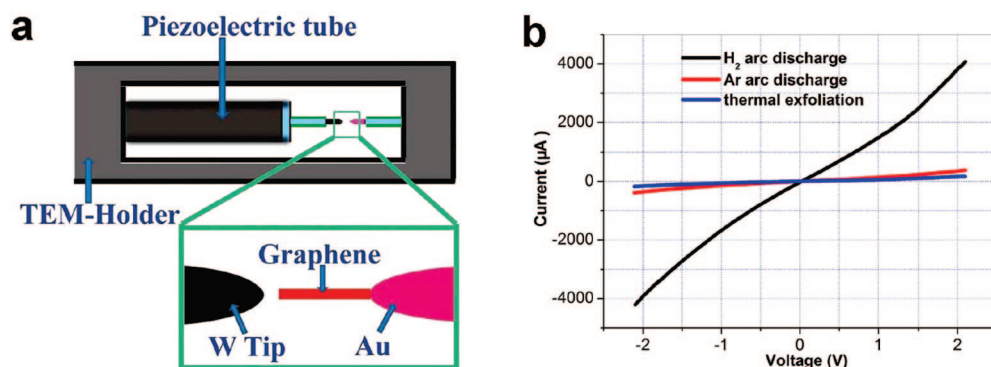 a
Piezoelectric tube
TEM-Holder
Graphene
W Tip
Au
b
H₂ arc discharge
Ar arc discharge
thermal exfoliation
4000
2000
0
-2000
-4000
Current (µA)
-2 -1 0 1 2
Voltage (V)